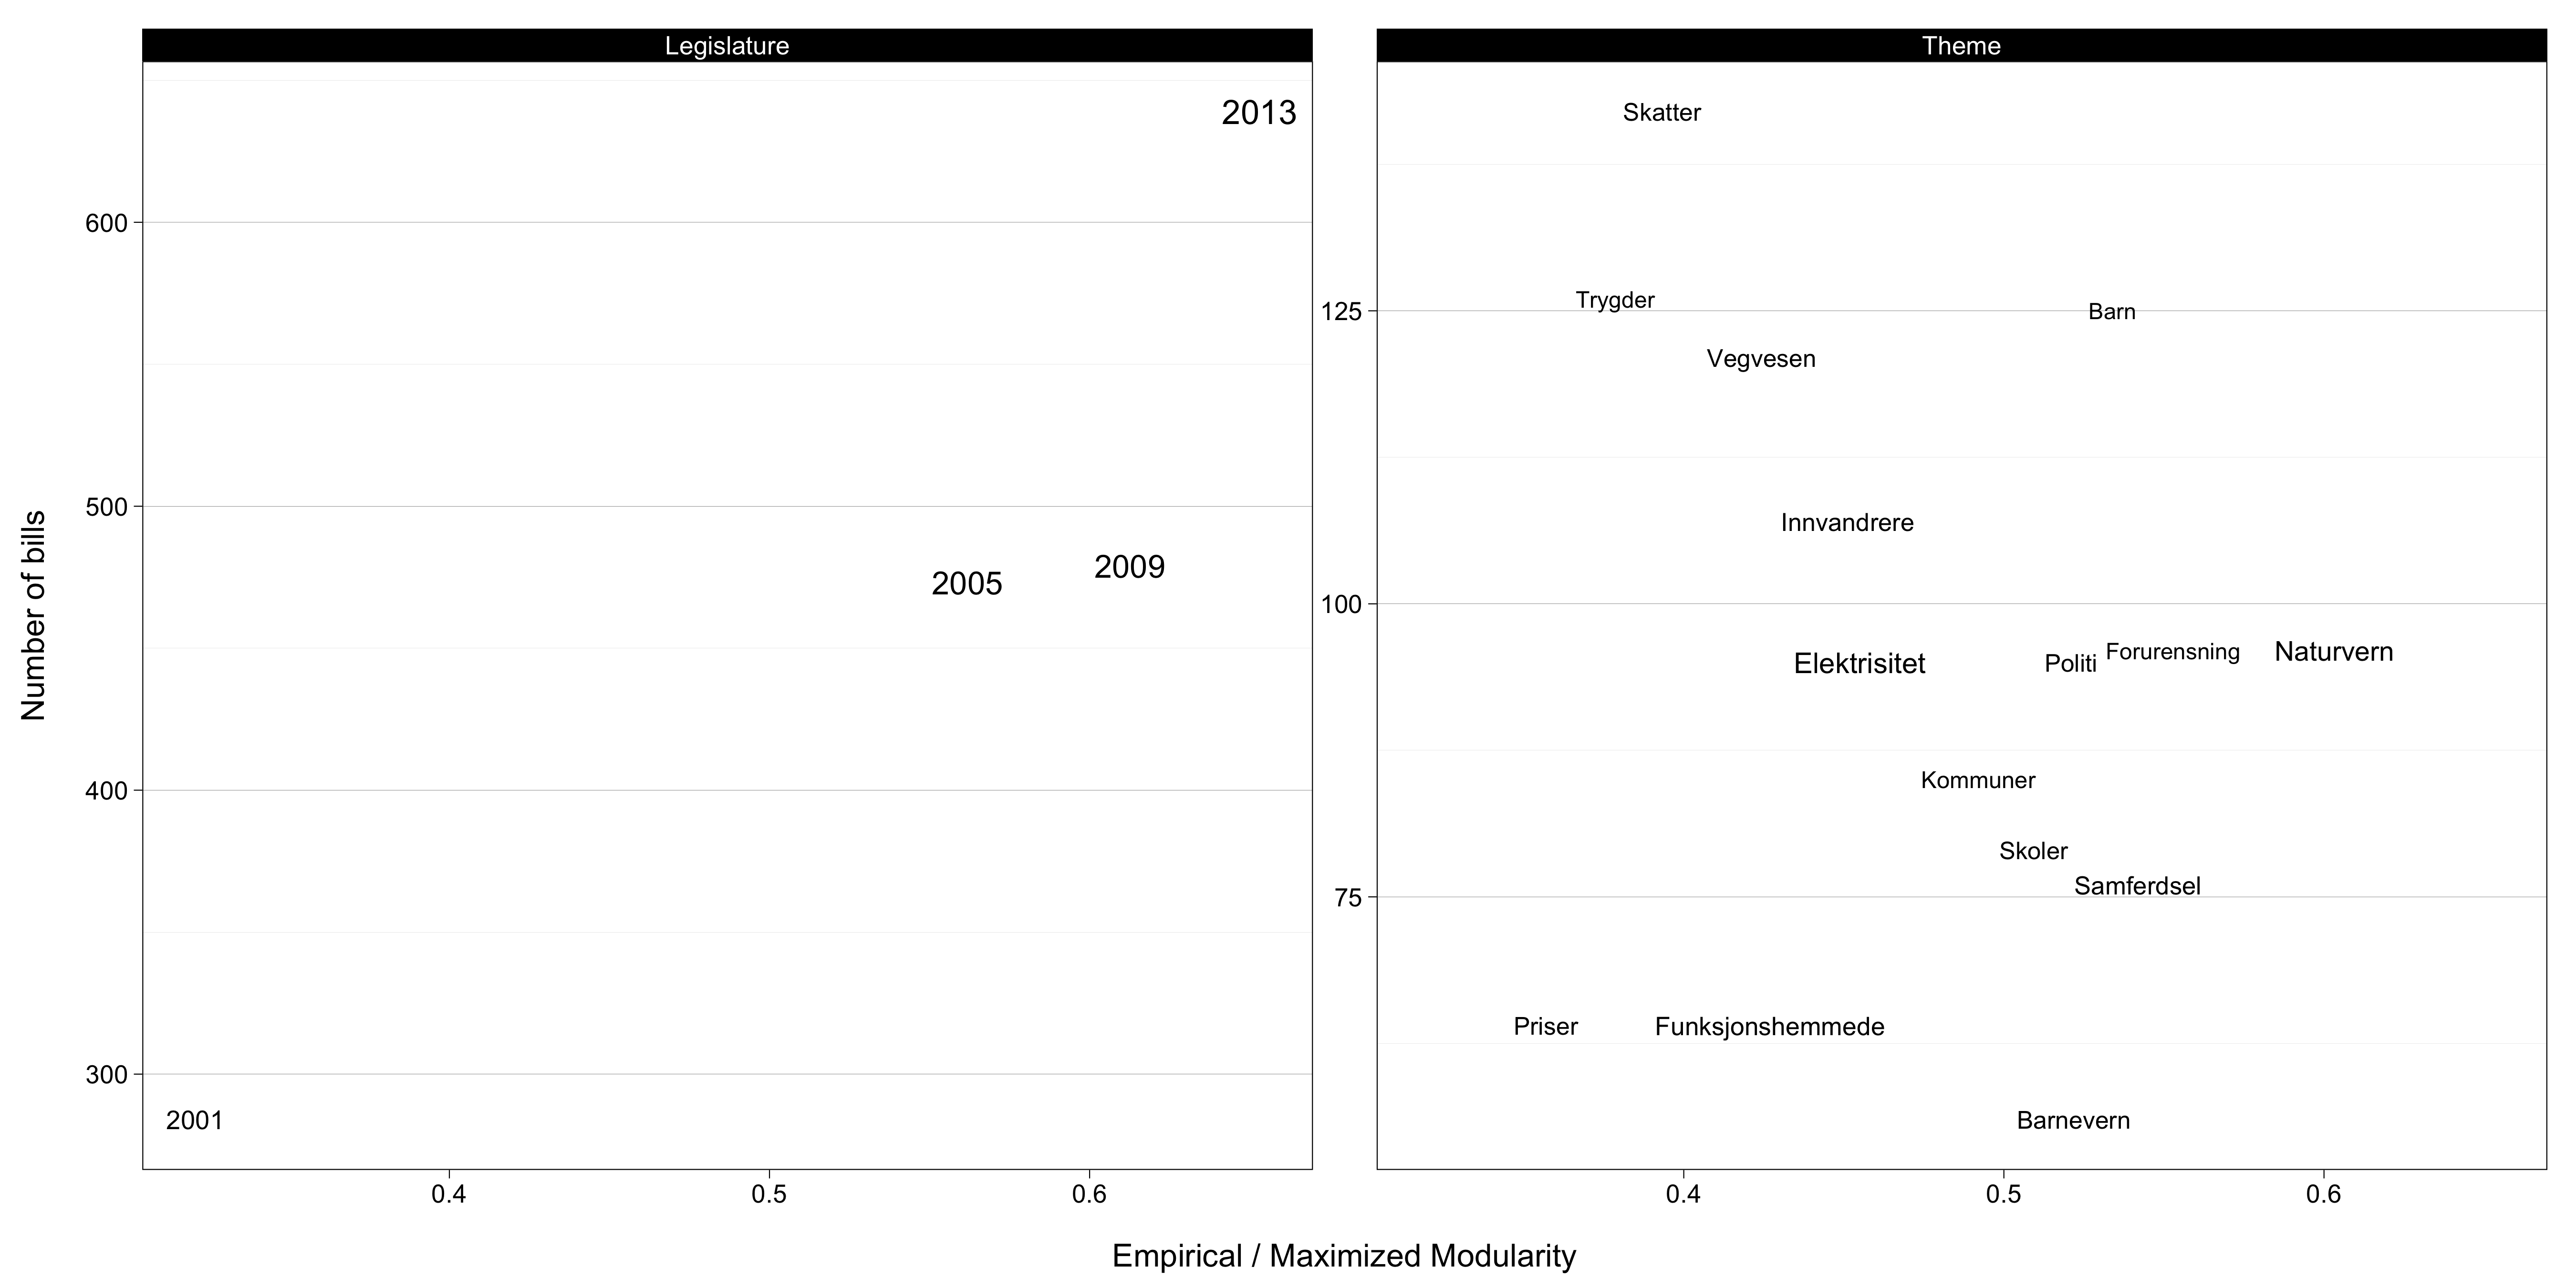 Legislature
Theme
Number of bills
600
500
400
300
2013
2009
2005
2001
0.4
0.5
0.6
125
100
75
Skatter
Trygder
Barn
Vegvesen
Innvandrere
Elektrisitet
Politi
Forurensning
Naturvern
Kommuner
Skoler
Samferdsel
Priser
Funksjonshemmede
Barnevern
0.4
0.5
0.6
Empirical / Maximized Modularity